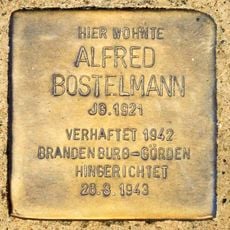 HIER WOHNTE
ALFRED
BOSTELMANN
JG. 1921
VERHAFTET 1942
BRANDENBURG-GÖRDEN
HINGERICHTET
28.6.1943